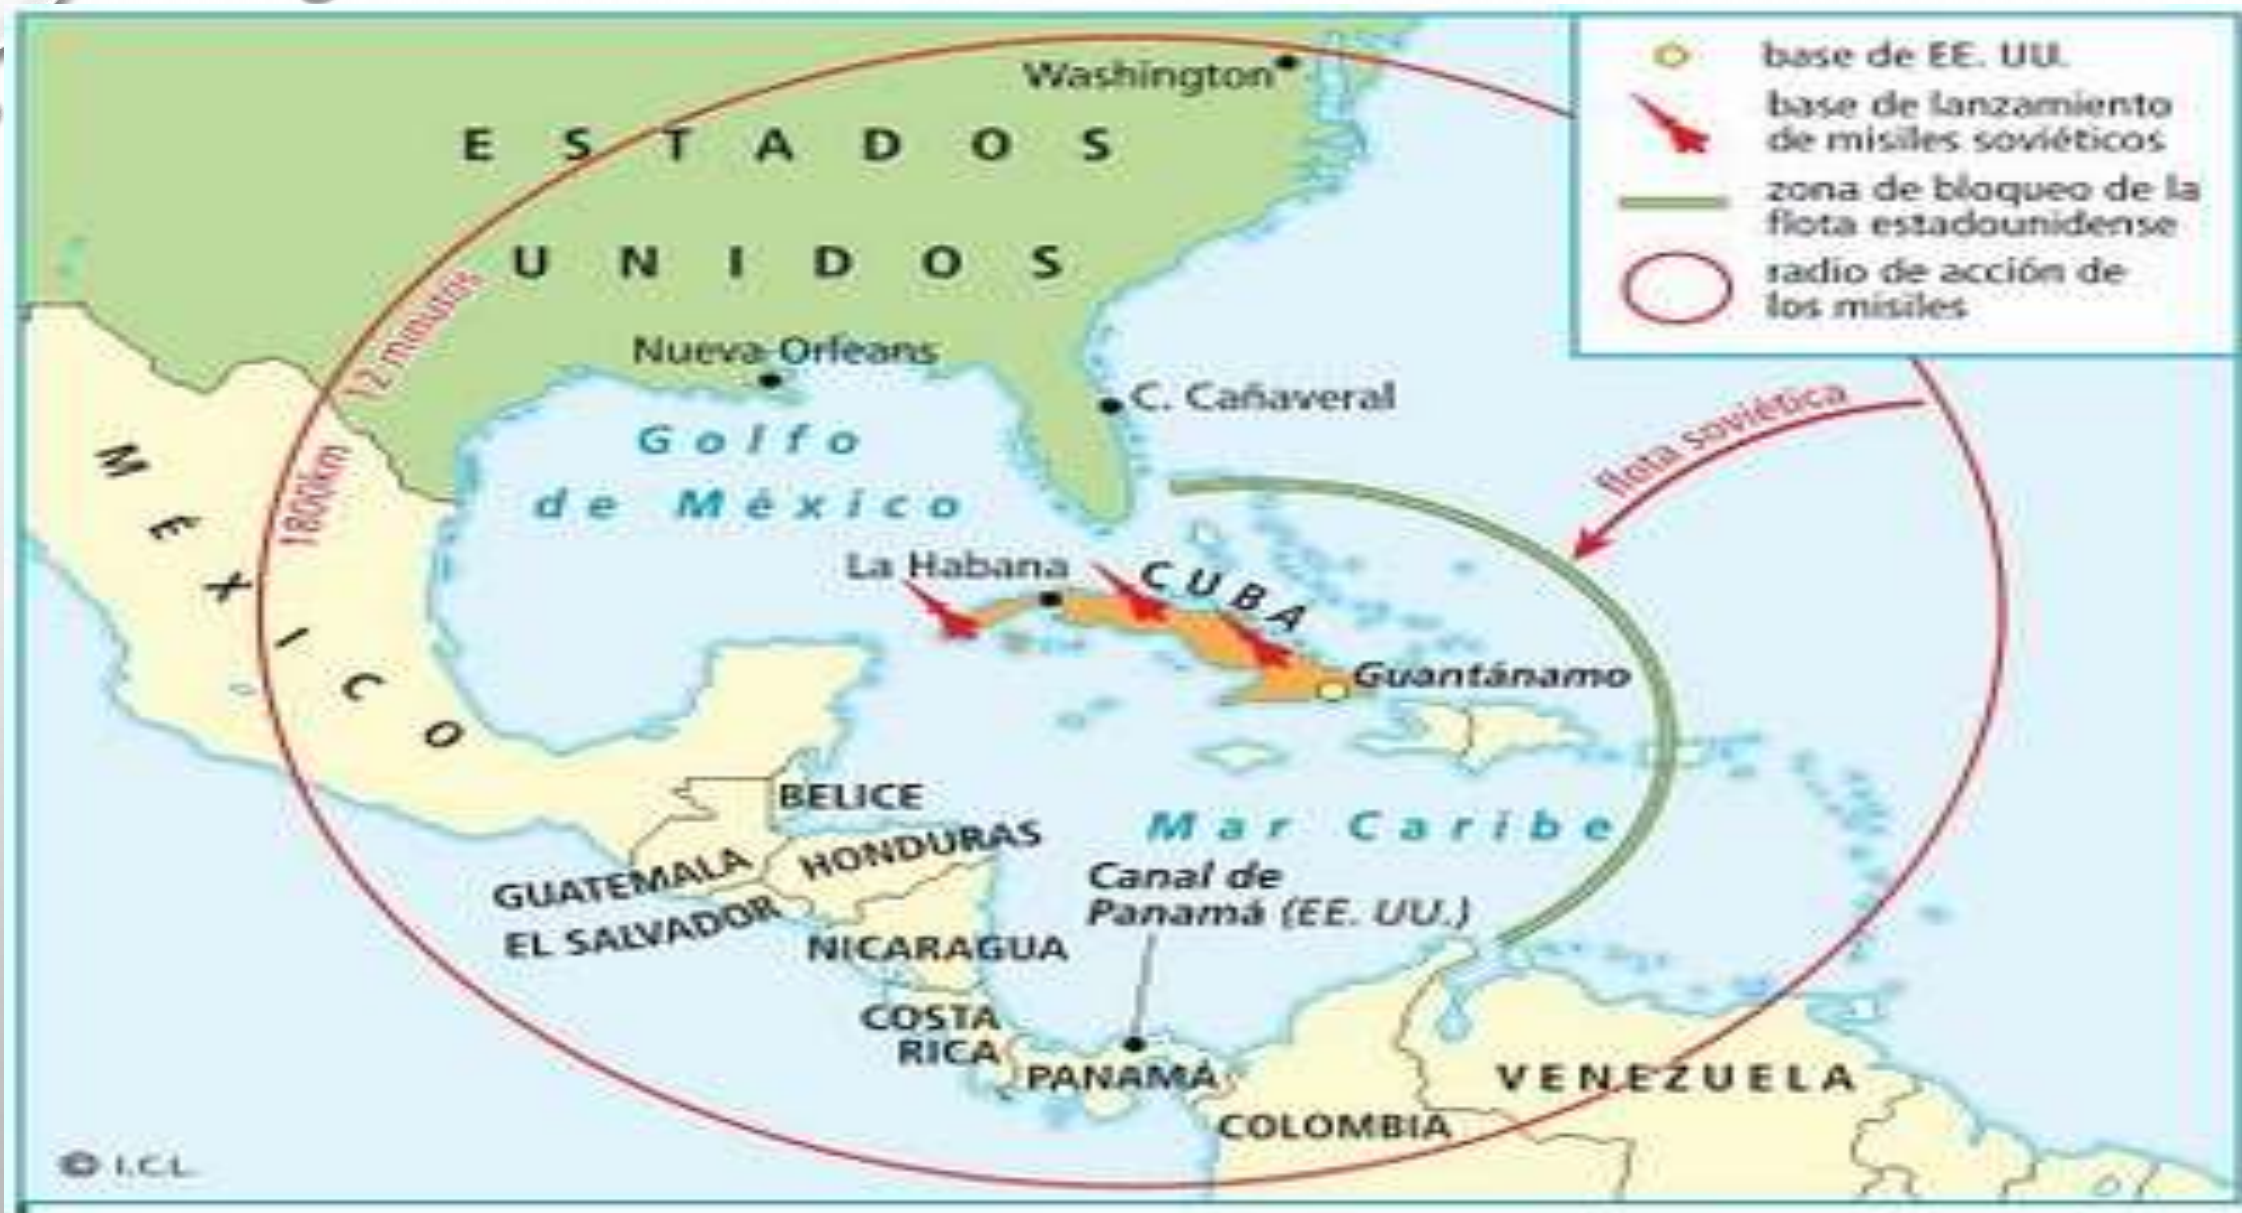 Washington
ESTADOS
UNIDOS
12 minutos
1800km
Nueva Orleans
C. Cañaveral
Golfo
de México
flota soviética
La Habana
CUBA
Guantánamo
MÉXICO
BELICE
Mar Caribe
HONDURAS
GUATEMALA
Canal de
Panamá (EE. UU.)
EL SALVADOR
NICARAGUA
COSTA
RICA
PANAMÁ
VENEZUELA
COLOMBIA
© I.C.L.
base de EE. UU.
base de lanzamiento
de misiles soviéticos
zona de bloqueo de la
flota estadounidense
radio de acción de
los misiles